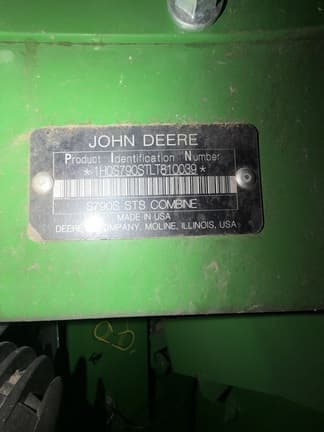 JOHN DEERE
Product Identification Number
*1H0S790STLT810039*
S790S STS COMBINE
MADE IN USA
DEERE & COMPANY, MOLINE, ILLINOIS, USA